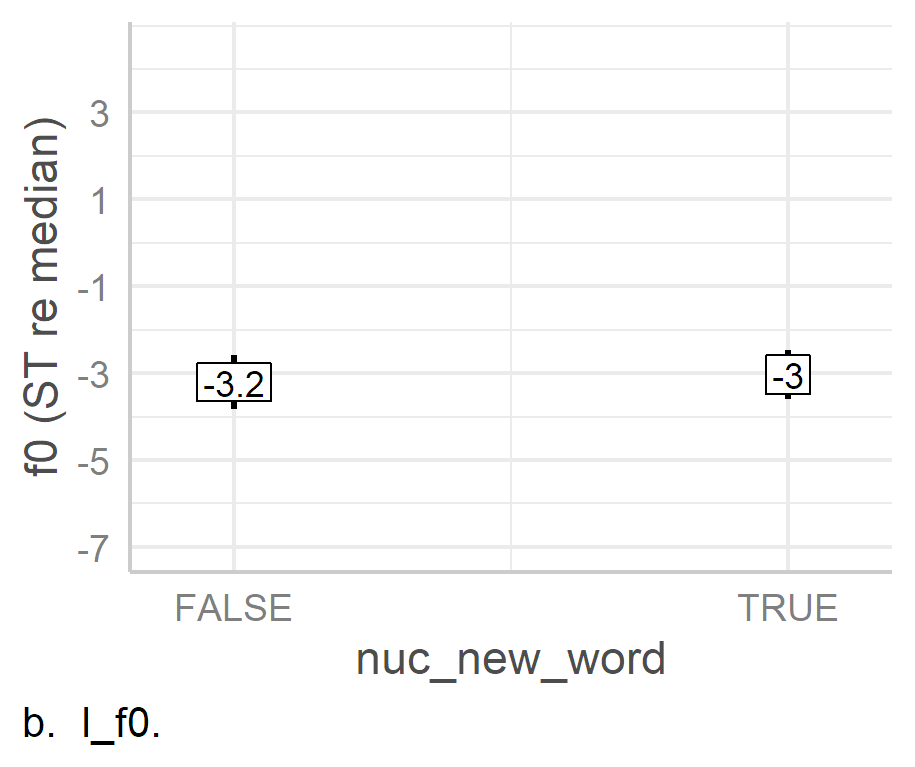 f0 (ST re median)
3
1
-1
-3
-5
-7
-3.2
-3
FALSE
TRUE
nuc_new_word
b. l_f0.